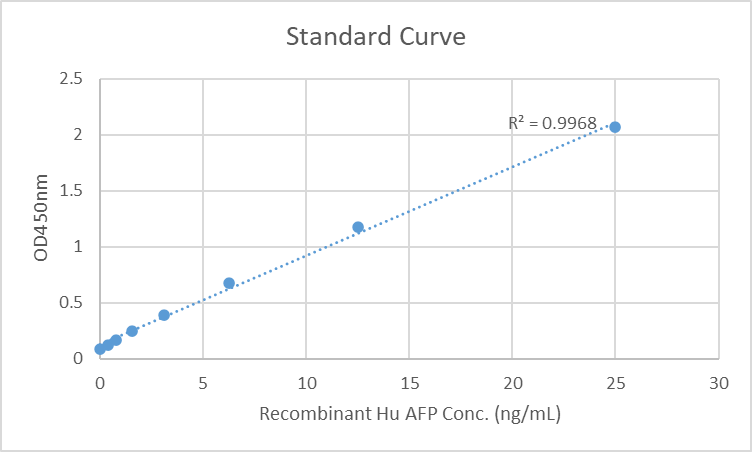 Standard Curve
2.5
2
1.5
1
0.5
0
R² = 0.9968
OD450nm
0 5 10 15 20 25 30
Recombinant Hu AFP Conc. (ng/mL)